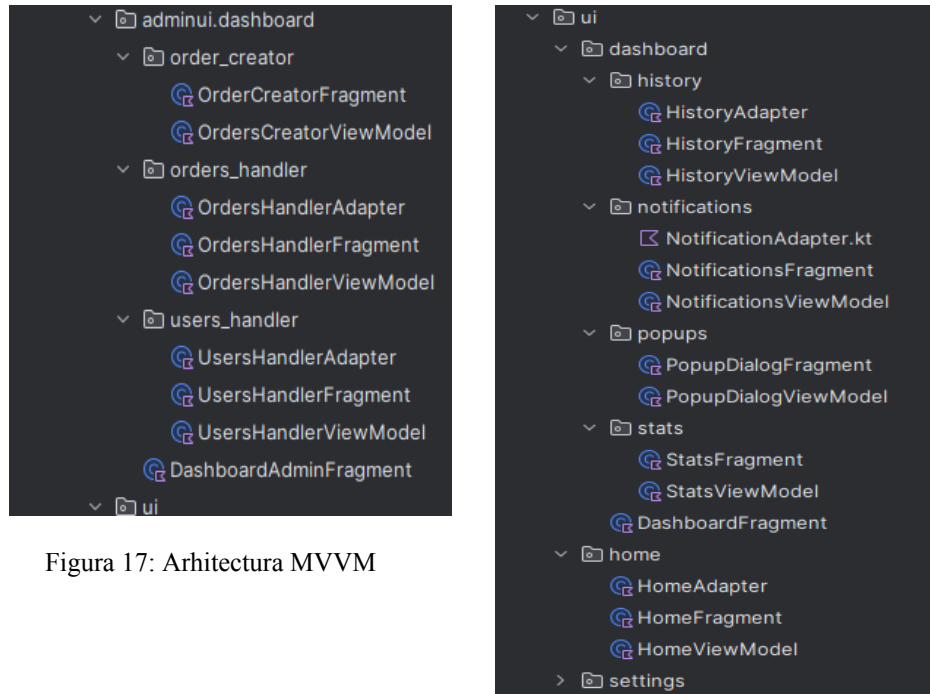 adminui.dashboard
order_creator
OrderCreatorFragment
OrdersCreatorViewModel
orders_handler
OrdersHandlerAdapter
OrdersHandlerFragment
OrdersHandlerViewModel
users_handler
UsersHandlerAdapter
UsersHandlerFragment
UsersHandlerViewModel
DashboardAdminFragment
ui
Figura 17: Arhitectura MVVM
ui
dashboard
history
HistoryAdapter
HistoryFragment
HistoryViewModel
notifications
NotificationAdapter.kt
NotificationsFragment
NotificationsViewModel
popups
PopupDialogFragment
PopupDialogViewModel
stats
StatsFragment
StatsViewModel
DashboardFragment
home
HomeAdapter
HomeFragment
HomeViewModel
settings